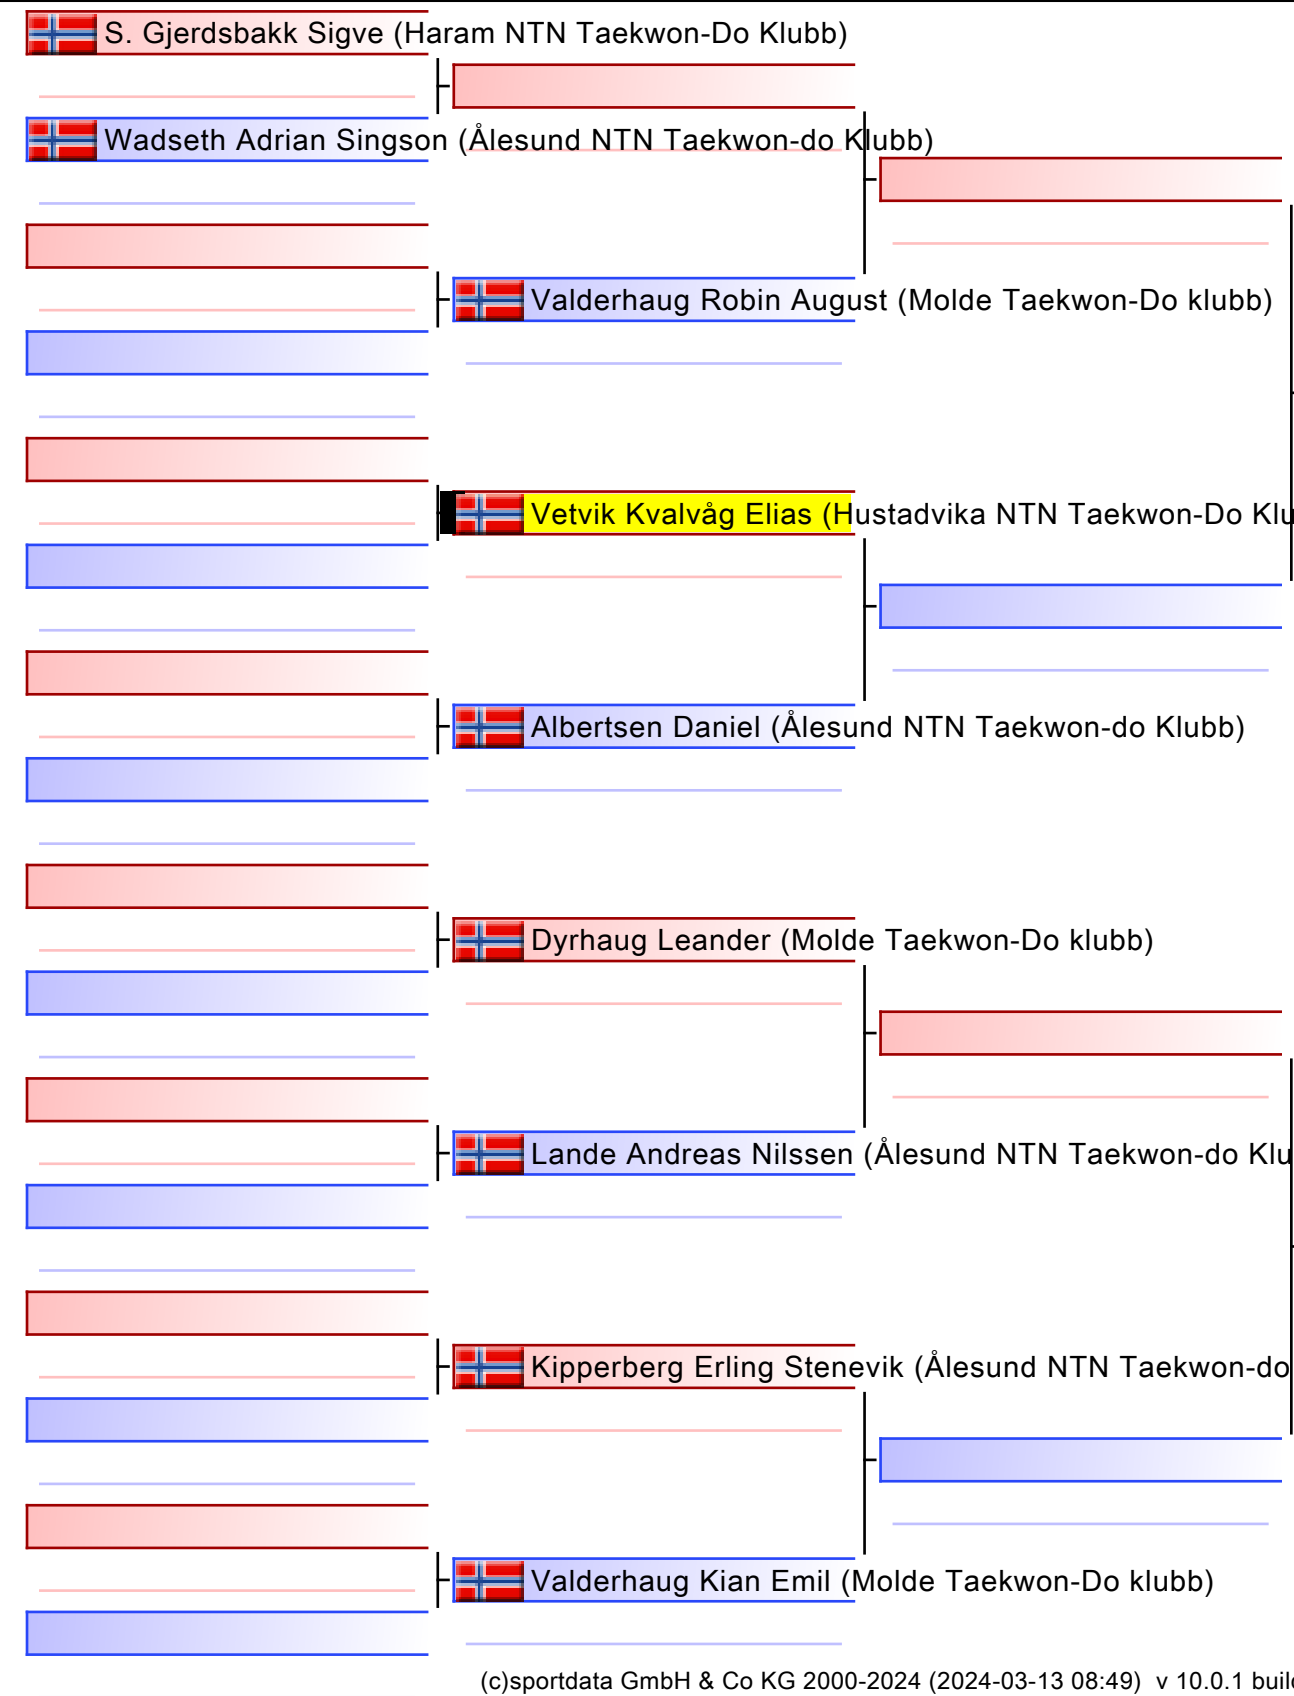 S. Gjerdsbakk Sigve (Haram NTN Taekwon-Do Klubb)
Wadseth Adrian Singson (Ålesund NTN Taekwon-do Klubb)
Valderhaug Robin August (Molde Taekwon-Do klubb)
Vetvik Kvalvåg Elias (Hustadvika NTN Taekwon-Do Klu
Albertsen Daniel (Ålesund NTN Taekwon-do Klubb)
Dyrhaug Leander (Molde Taekwon-Do klubb)
Lande Andreas Nilssen (Ålesund NTN Taekwon-do Klu
Kipperberg Erling Stenevik (Ålesund NTN Taekwon-do
Valderhaug Kian Emil (Molde Taekwon-Do klubb)
(c)sportdata GmbH & Co KG 2000-2024 (2024-03-13 08:49) v 10.0.1 build